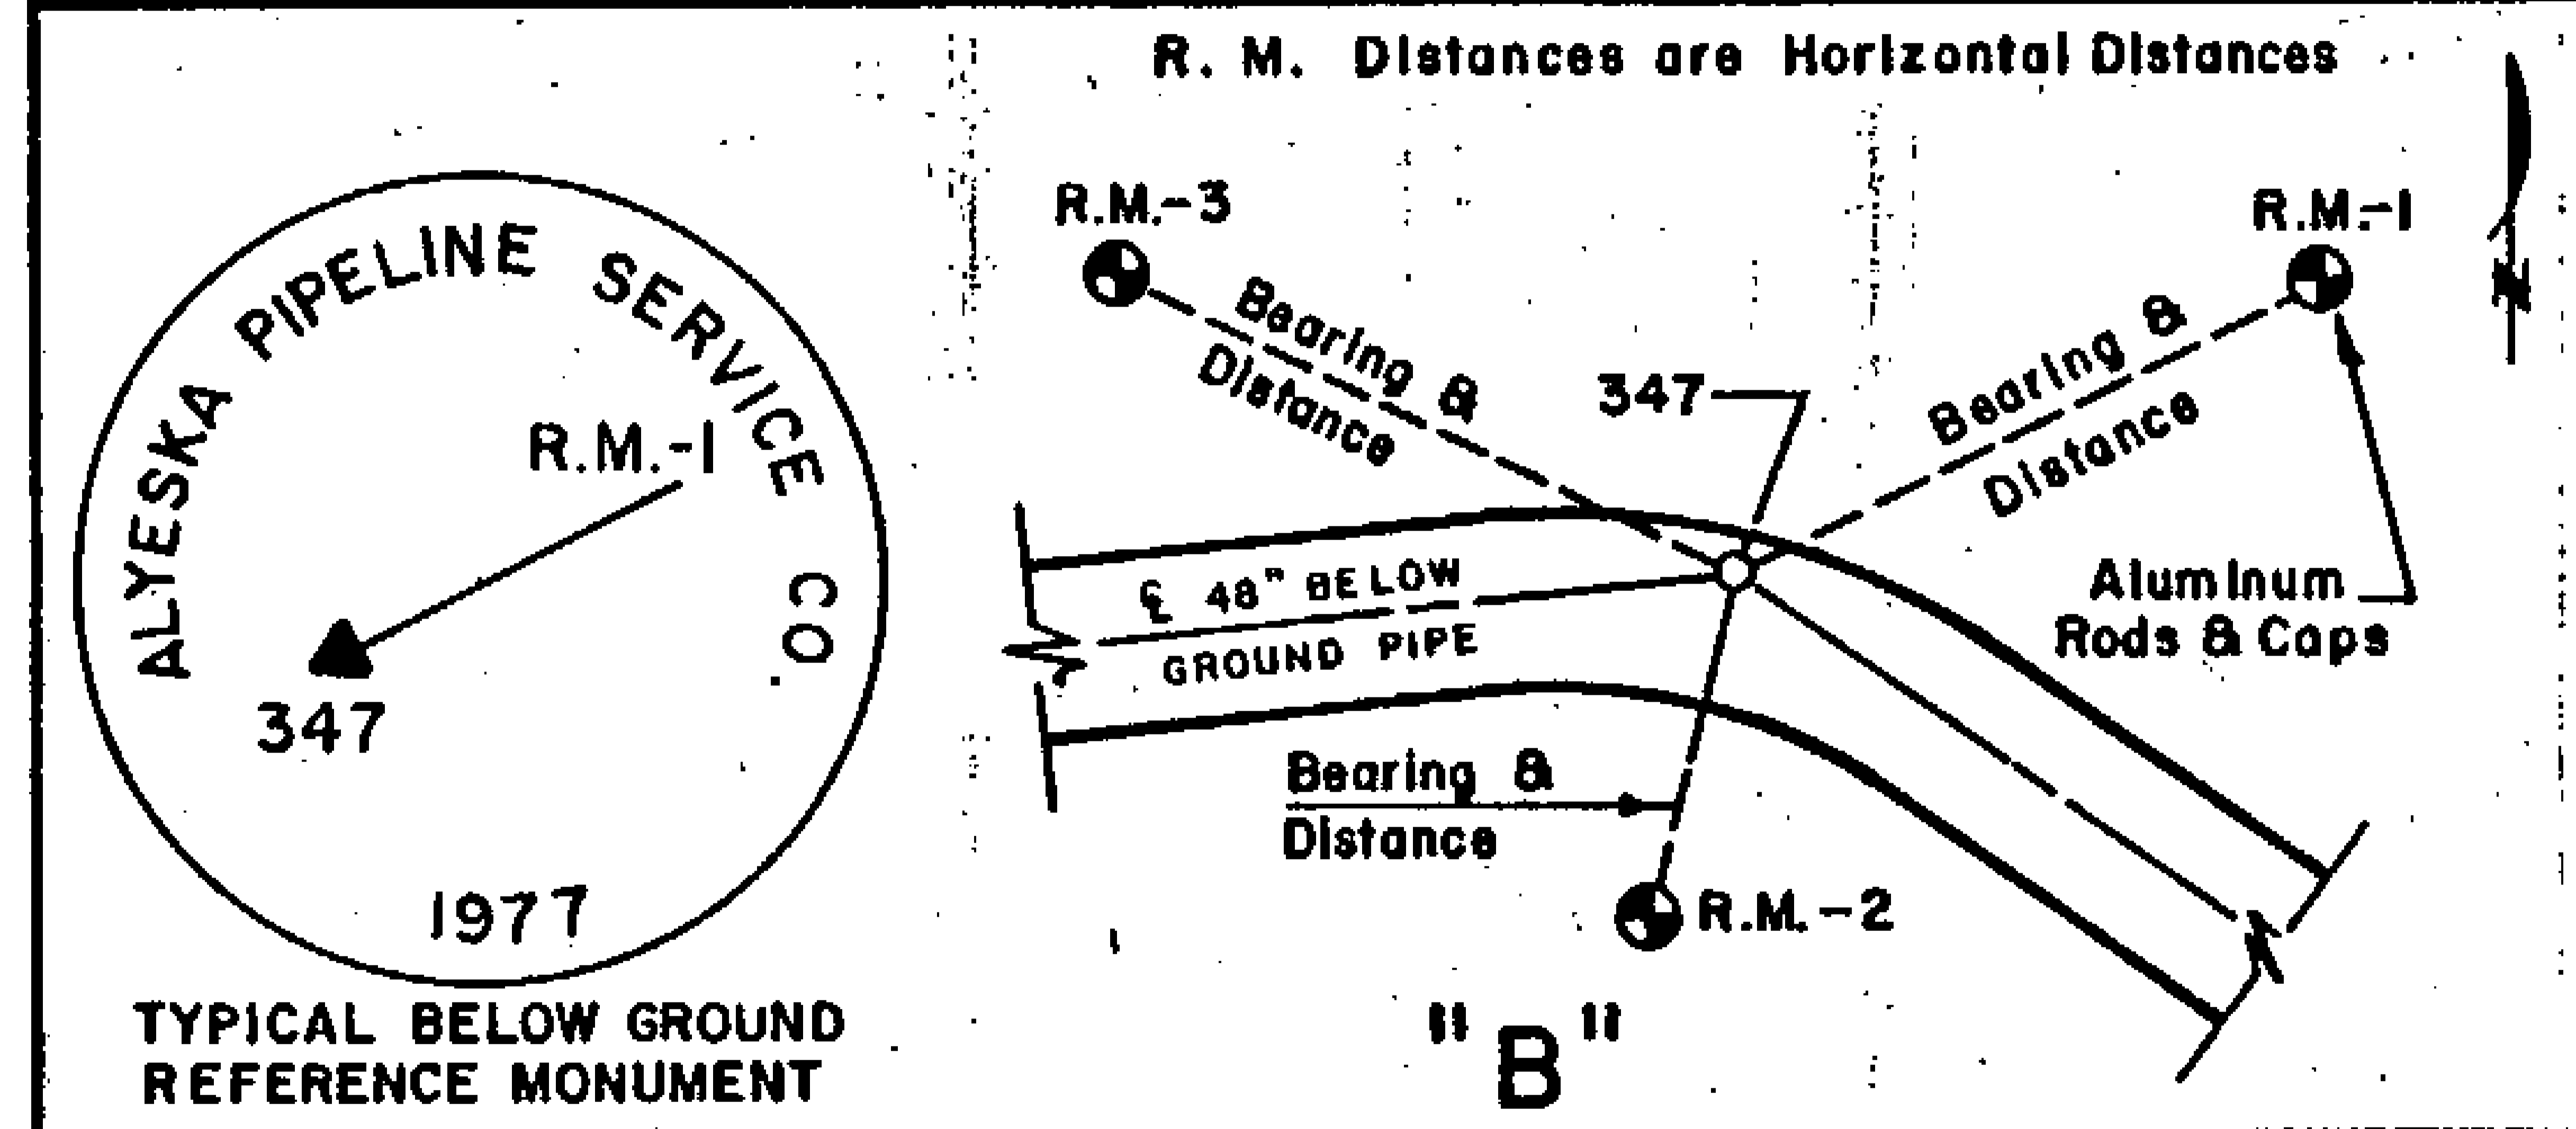 R. M. Distances are Horizontal Distances
ALYESKA PIPELINE SERVICE CO.
R.M.-1
347
1977
TYPICAL BELOW GROUND
REFERENCE MONUMENT
R.M.-3
Bearing &
Distance
347
R.M.-1
Bearing &
Distance
N
Aluminum
Rods & Caps
℄ 48" BELOW
GROUND PIPE
Bearing &
Distance
R.M.-2
"B"